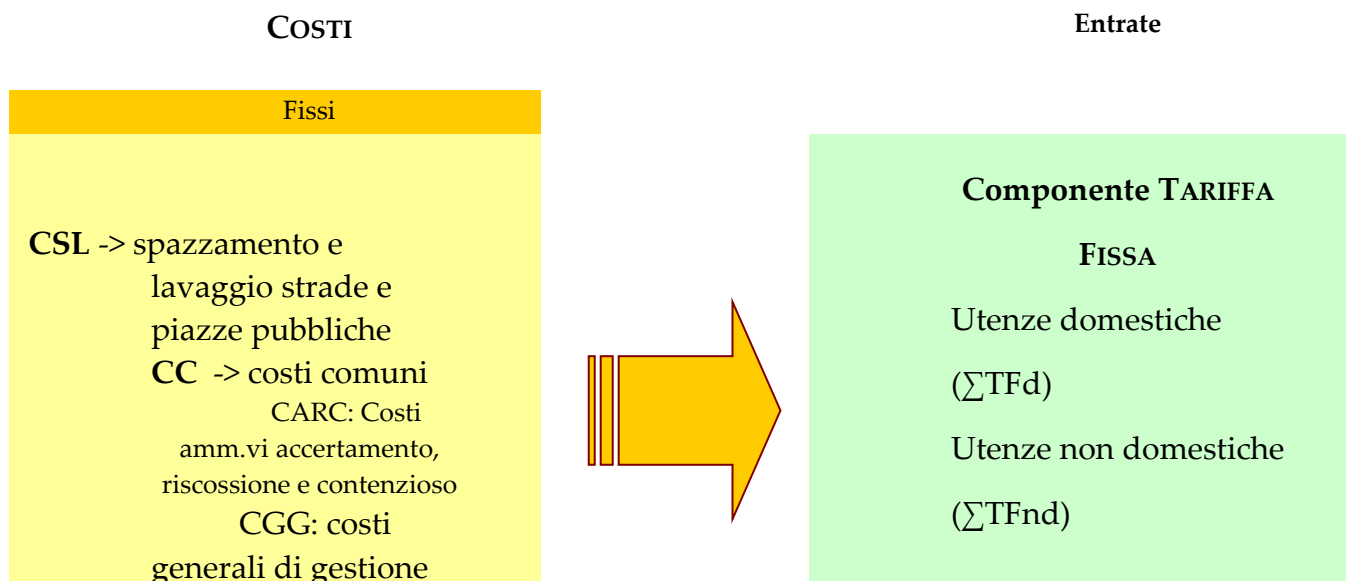 COSTI
Entrate
Fissi
CSL -> spazzamento e
lavaggio strade e
piazze pubbliche
CC -> costi comuni
CARC: Costi
amm.vi accertamento,
riscossione e contenzioso
CGG: costi
generali di gestione
Componente TARIFFA
FISSA
Utenze domestiche
(∑TFd)
Utenze non domestiche
(∑TFnd)